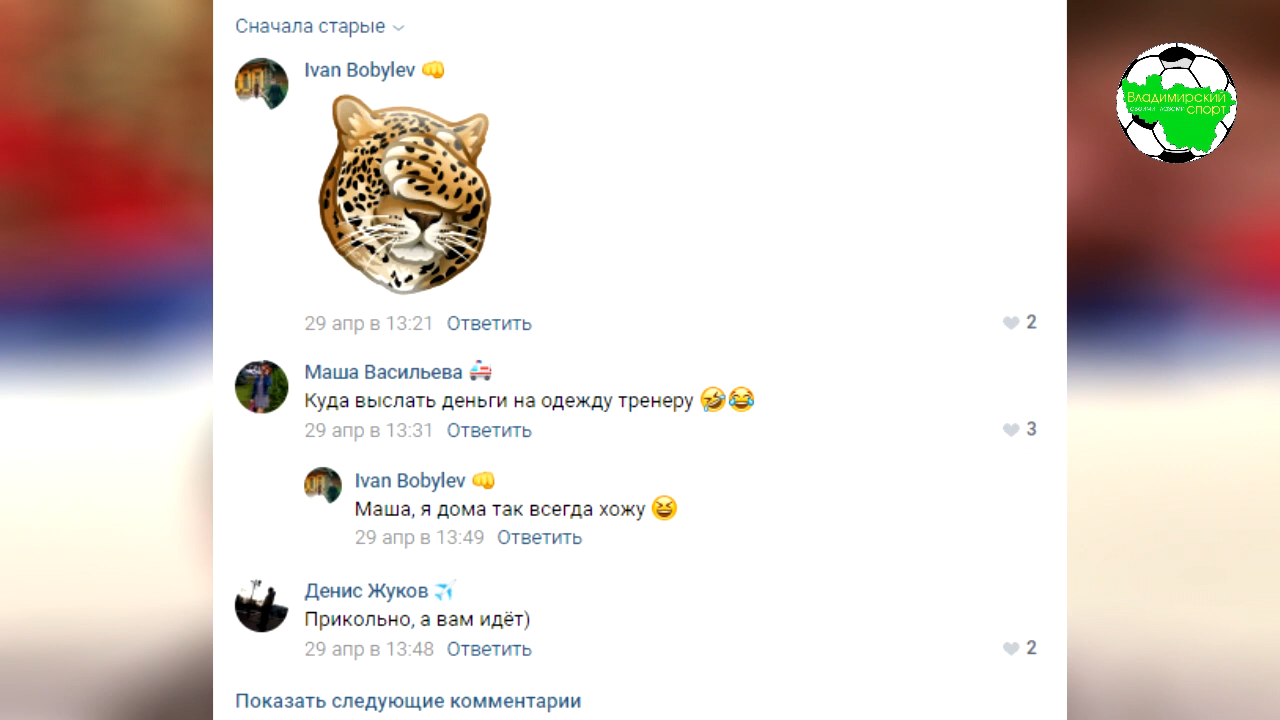 Сначала старые
Ivan Bobylev
29 апр в 13:21 Ответить
2
Маша Васильева
Куда выслать деньги на одежду тренеру 🤣😂
29 апр в 13:31 Ответить
3
Ivan Bobylev
Маша, я дома так всегда хожу 😆
29 апр в 13:49 Ответить
Денис Жуков
Прикольно, а вам идёт)
29 апр в 13:48 Ответить
2
Показать следующие комментарии
Владимирский
спорт